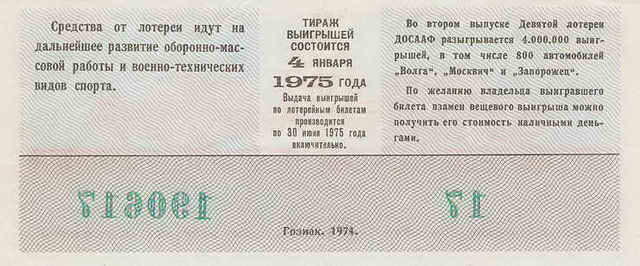 Средства от лотереи идут на
дальнейшее развитие оборонно-мас-
совой работы и военно-технических
видов спорта.
ТИРАЖ
ВЫИГРЫШЕЙ
СОСТОИТСЯ
4 ЯНВАРЯ
1975 ГОДА
Выдача выигрышей
по лотерейным билетам
производится
по 30 июня 1975 года
включительно.
Во втором выпуске Девятой лотереи
ДОСААФ разыгрывается 4.000.000 выиг-
рышей, в том числе 800 автомобилей
„Волга“, „Москвич“ и „Запорожец“.
По желанию владельца выигравшего
билета взамен вещевого выигрыша можно
получить его стоимость наличными день-
гами.
190617
17
Гознак. 1974.